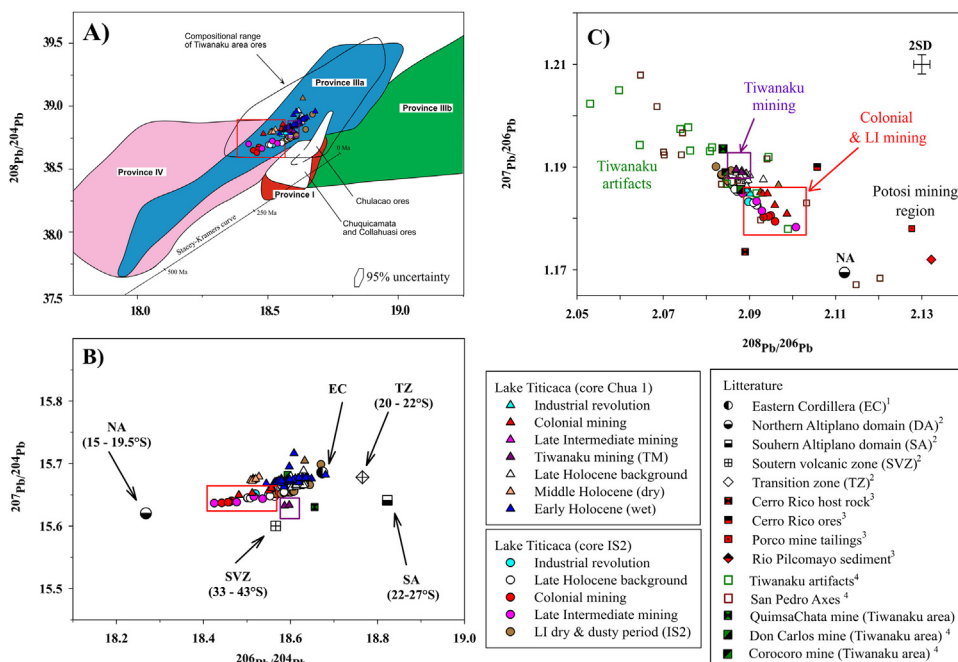 A)
Compositional range
of Tiwanaku area ores
39.5
39.0
38.5
38.0
37.5
208Pb/204Pb
Province IIIa
Province IIIb
Province IV
Province I
0 Ma
250 Ma
500 Ma
Stacey-Kramers curve
Chulacao ores
Chuquicamata
and Collahuasi ores
95% uncertainty
18.0
18.5
19.0
C)
2SD
1.21
1.20
1.19
1.18
1.17
207Pb/206Pb
Tiwanaku
mining
Colonial
& LI mining
Tiwanaku
artifacts
Potosi mining
region
NA
2.05
2.07
2.09
2.11
2.13
208Pb/206Pb
B)
15.8
15.7
15.6
15.5
207Pb/204Pb
NA
(15 - 19.5°S)
EC
TZ
(20 - 22°S)
SVZ
(33 - 43°S)
SA
(22-27°S)
18.2
18.4
18.6
18.8
19.0
206Pb/204Pb
Lake Titicaca (core Chua 1)
Industrial revolution
Colonial mining
Late Intermediate mining
Tiwanaku mining (TM)
Late Holocene background
Middle Holocene (dry)
Early Holocene (wet)
Lake Titicaca (core IS2)
Industrial revolution
Late Holocene background
Colonial mining
Late Intermediate mining
LI dry & dusty period (IS2)
Litterature
Eastern Cordillera (EC)1
Northern Altiplano domain (DA)2
Souhern Altiplano domain (SA)2
Soutern volcanic zone (SVZ)2
Transition zone (TZ)2
Cerro Rico host rock3
Cerro Rico ores3
Porco mine tailings3
Rio Pilcomayo sediment3
Tiwanaku artifacts4
San Pedro Axes 4
QuimsaChata mine (Tiwanaku area)
Don Carlos mine (Tiwanaku area) 4
Corocoro mine (Tiwanaku area) 4